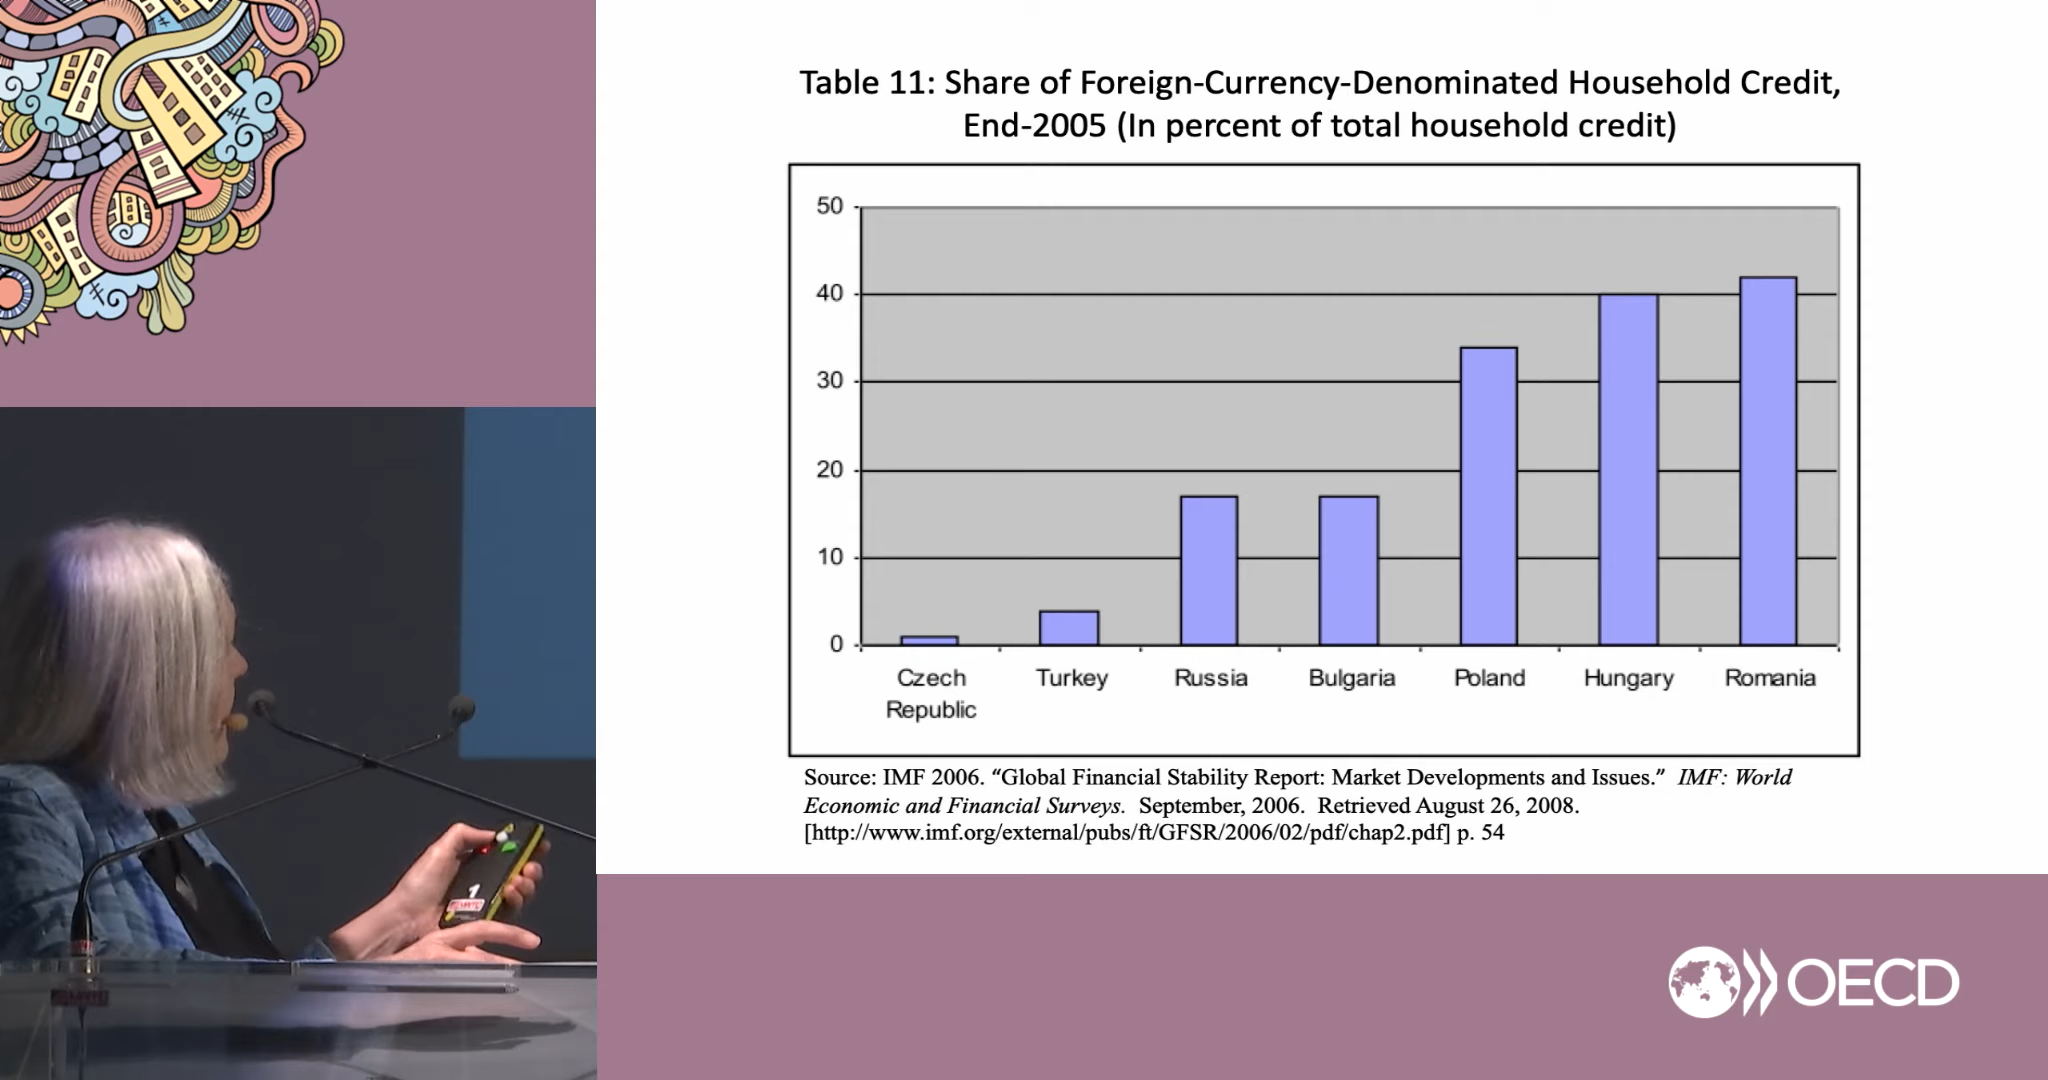 Table 11: Share of Foreign-Currency-Denominated Household Credit,
End-2005 (In percent of total household credit)
50
40
30
20
10
0
Czech Republic
Turkey
Russia
Bulgaria
Poland
Hungary
Romania
Source: IMF 2006. “Global Financial Stability Report: Market Developments and Issues.” IMF: World
Economic and Financial Surveys. September, 2006. Retrieved August 26, 2008.
[http://www.imf.org/external/pubs/ft/GFSR/2006/02/pdf/chap2.pdf] p. 54
1
OECD